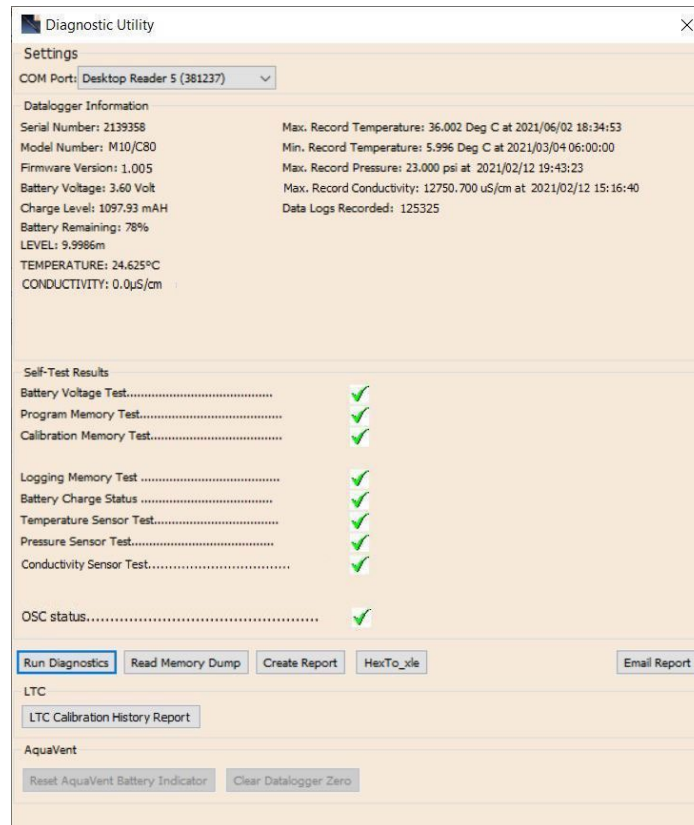 Diagnostic Utility
Settings
COM Port: Desktop Reader 5 (381237)
Datalogger Information
Serial Number: 2139358
Model Number: M10/C80
Firmware Version: 1.005
Battery Voltage: 3.60 Volt
Charge Level: 1097.93 mAH
Battery Remaining: 78%
LEVEL: 9.9986m
TEMPERATURE: 24.625°C
CONDUCTIVITY: 0.0µS/cm
Max. Record Temperature: 36.002 Deg C at 2021/06/02 18:34:53
Min. Record Temperature: 5.996 Deg C at 2021/03/04 06:00:00
Max. Record Pressure: 23.000 psi at 2021/02/12 19:43:23
Max. Record Conductivity: 12750.700 uS/cm at 2021/02/12 15:16:40
Data Logs Recorded: 125325
Self-Test Results
Battery Voltage Test..........................................
Program Memory Test.........................................
Calibration Memory Test......................................
Logging Memory Test ........................................
Battery Charge Status ......................................
Temperature Sensor Test....................................
Pressure Sensor Test.........................................
Conductivity Sensor Test..................................
OSC status.................................................
Run Diagnostics
Read Memory Dump
Create Report
HexTo_xle
Email Report
LTC
LTC Calibration History Report
AquaVent
Reset AquaVent Battery Indicator
Clear Datalogger Zero